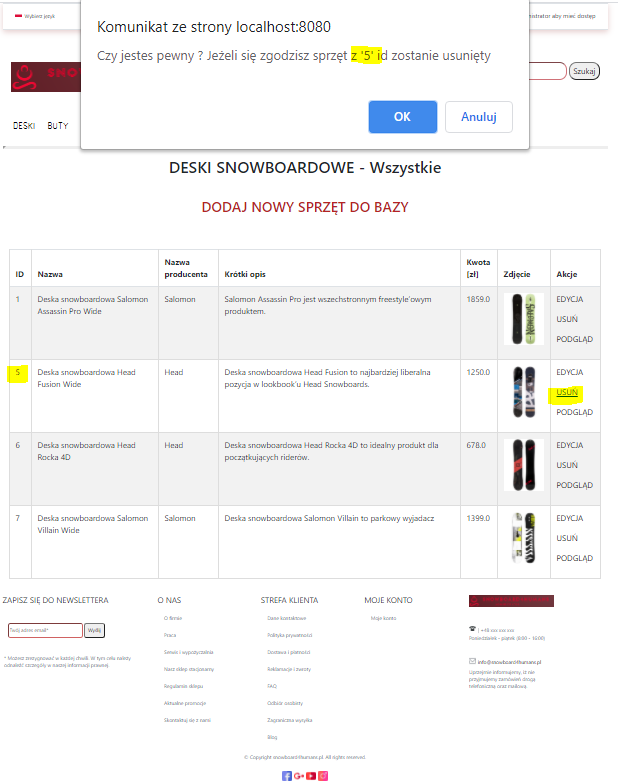 Komunikat ze strony localhost:8080
Czy jestes pewny ? Jeżeli się zgodzisz sprzęt z '5' id zostanie usunięty
OK Anuluj
Wybierz język
nistrator aby mieć dostęp
SNO
Szukaj
DESKI BUTY
DESKI SNOWBOARDOWE - Wszystkie
DODAJ NOWY SPRZĘT DO BAZY
ID Nazwa Nazwa producenta Krótki opis Kwota [zł] Zdjęcie Akcje
1 Deska snowboardowa Salomon Salomon Salomon Assassin Pro jest wszechstronnym freestyle'owym 1859.0 EDYCJA
Assassin Pro Wide produktem. USUŃ
PODGLĄD
5 Deska snowboardowa Head Head Deska snowboardowa Head Fusion to najbardziej liberalna 1250.0 EDYCJA
Fusion Wide pozycja w lookbook'u Head Snowboards. USUŃ
PODGLĄD
6 Deska snowboardowa Head Head Deska snowboardowa Head Rocka 4D to idealny produkt dla 678.0 EDYCJA
Rocka 4D początkujących riderów. USUŃ
PODGLĄD
7 Deska snowboardowa Salomon Salomon Deska snowboardowa Salomon Villain to parkowy wyjadacz 1399.0 EDYCJA
Villain Wide USUŃ
PODGLĄD
ZAPISZ SIĘ DO NEWSLETTERA
Twój adres email* Wyślij
* Możesz zrezygnować w każdej chwili. W tym celu należy
odnaleźć szczegóły w naszej informacji prawnej.
O NAS
O firmie
Praca
Serwis i wypożyczalnia
Nasz sklep stacjonarny
Regulamin sklepu
Aktualne promocje
Skontaktuj się z nami
STREFA KLIENTA
Dane kontaktowe
Polityka prywatności
Dostawa i płatności
Reklamacje i zwroty
FAQ
Odbiór osobisty
Zagraniczna wysyłka
Blog
MOJE KONTO
Moje konto
| +48 xxx xxx xxx
Poniedziałek - piątek (8:00 - 16:00)
info@snowboard4humans.pl
Uprzejmie informujemy, iż nie
przyjmujemy zamówień drogą
telefoniczną oraz mailową.
© Copyright snowboard4humans.pl. All rights reserved.